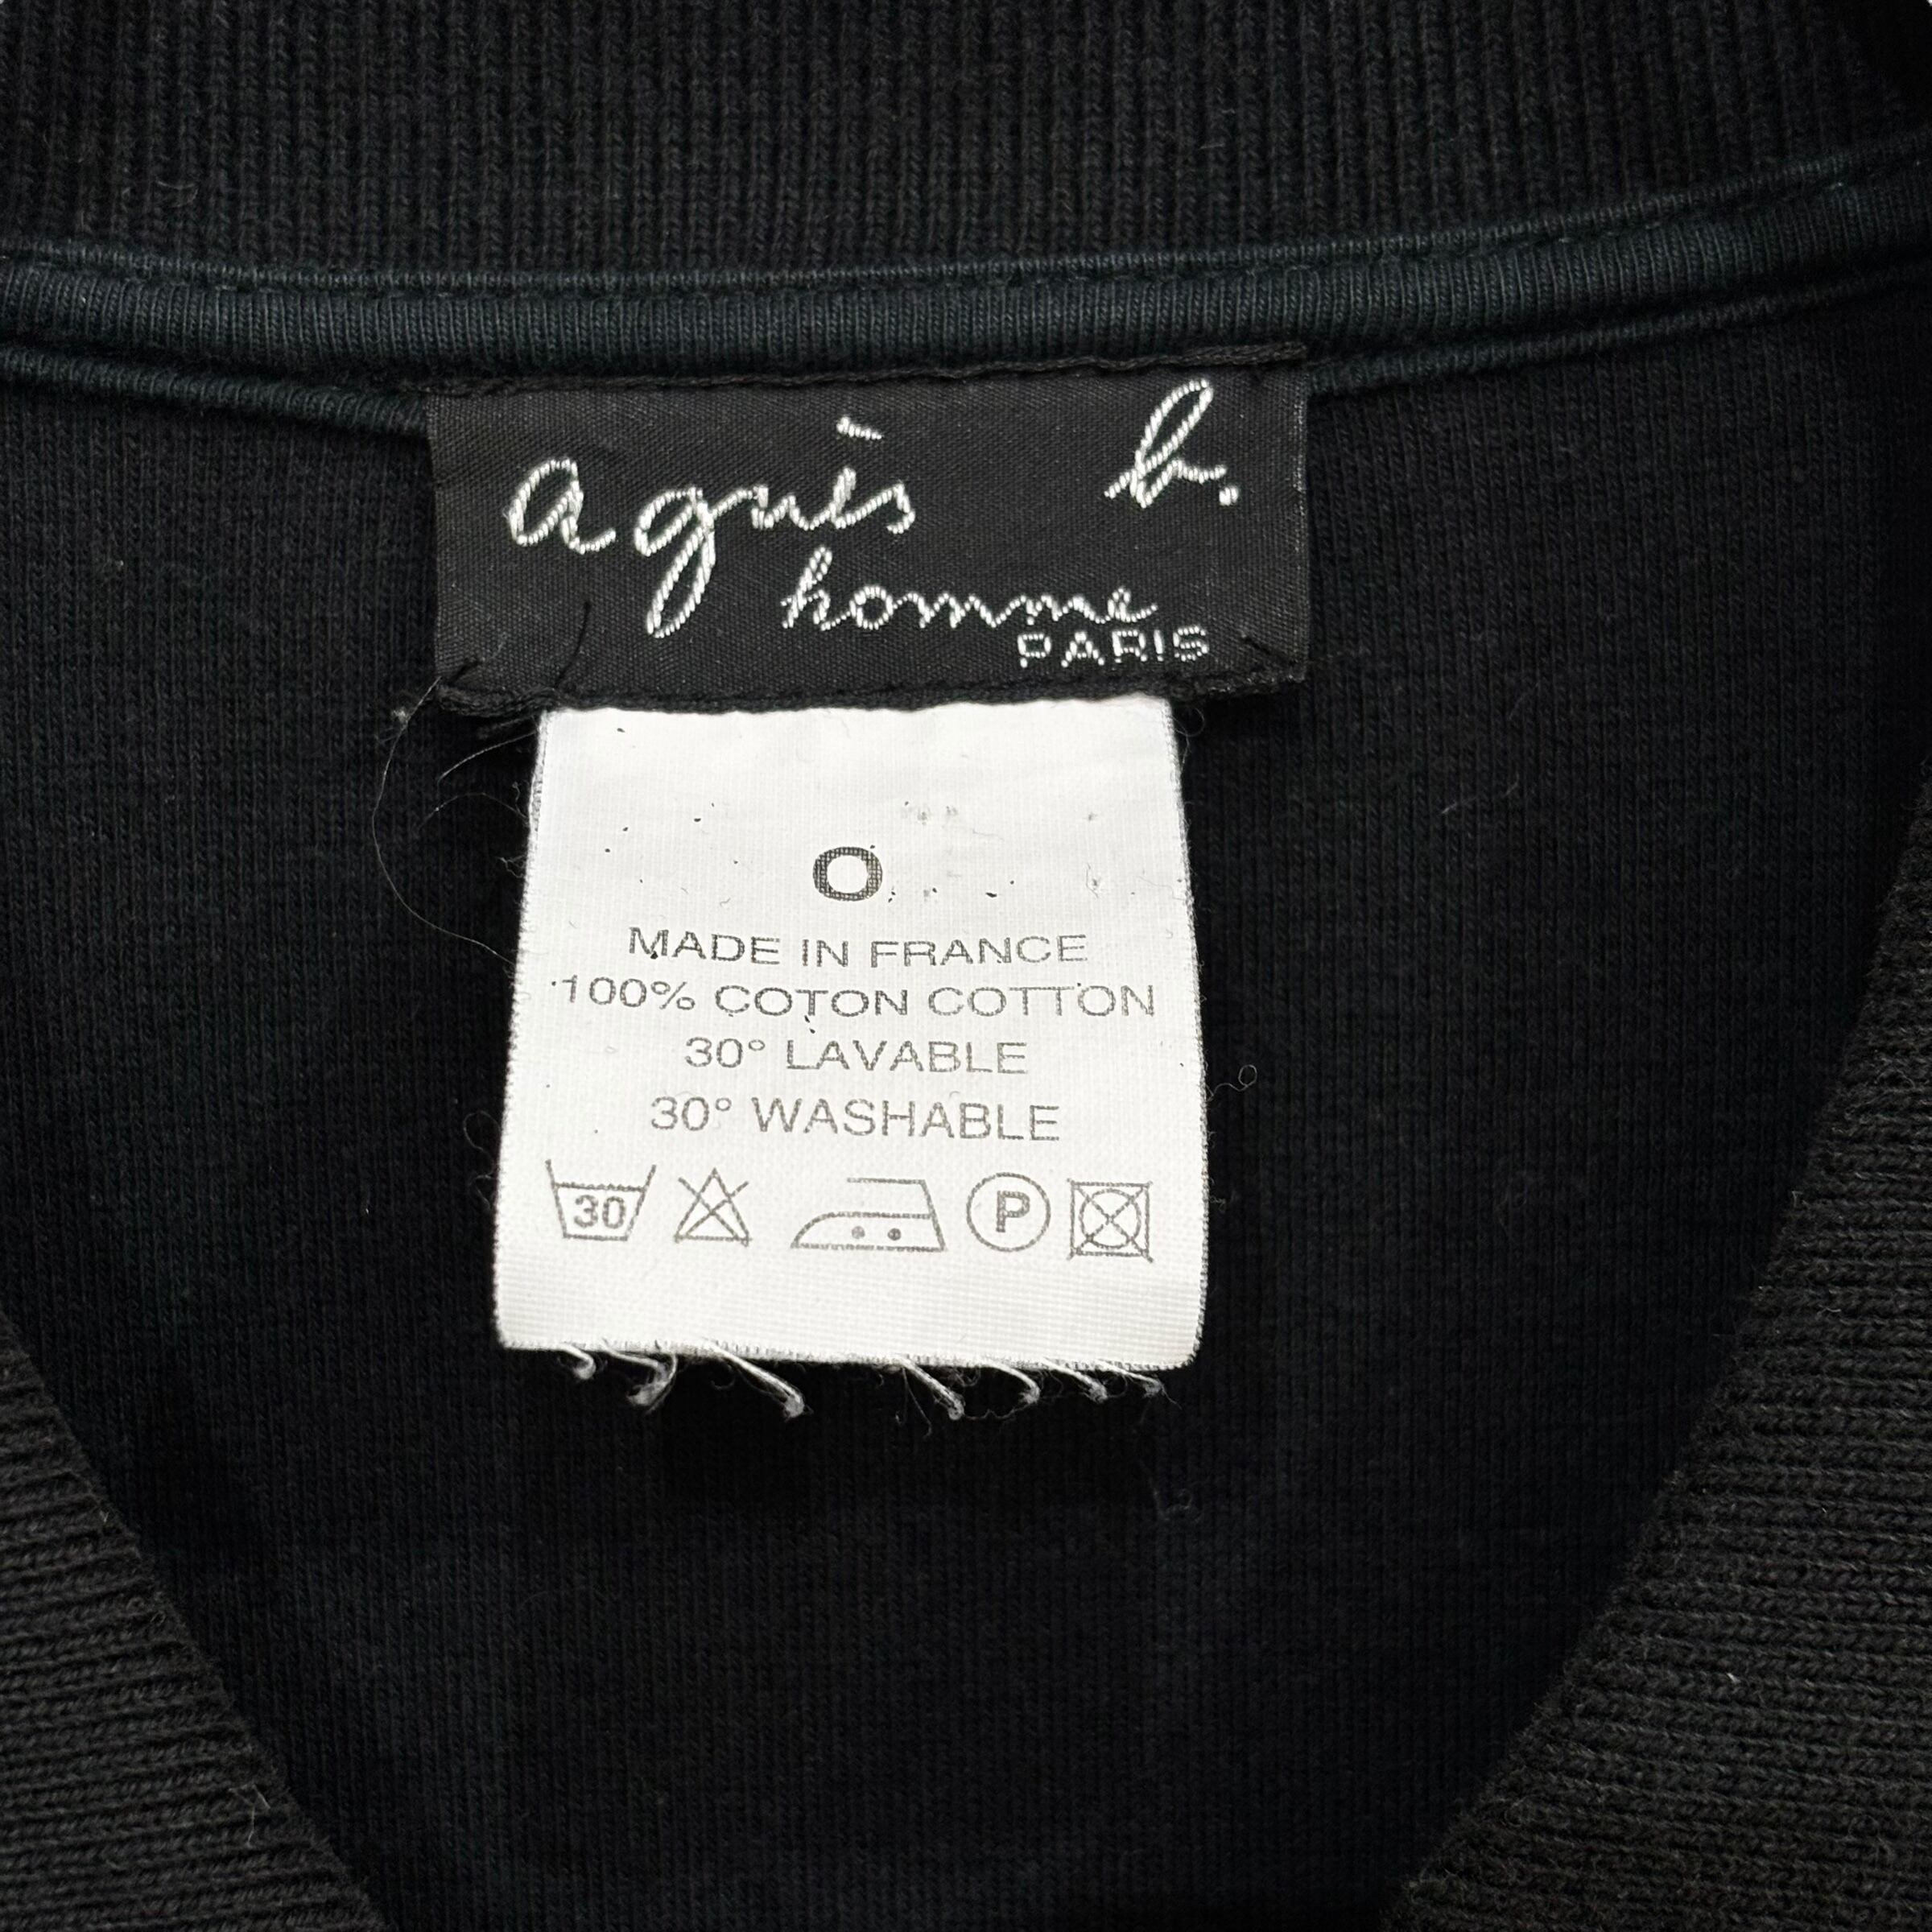 agnès b.
homme
PARIS
0
MADE IN FRANCE
100% COTON COTTON
30° LAVABLE
30° WASHABLE
30 P